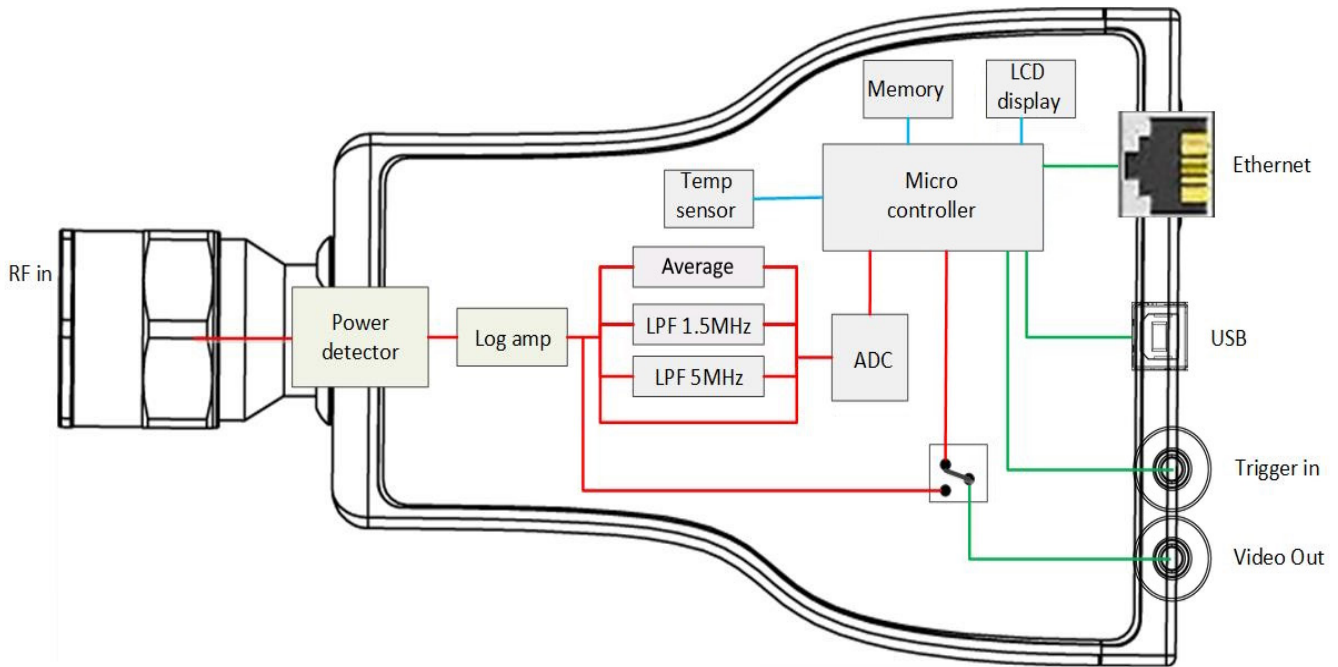 Memory
LCD
display
Ethernet
Temp
sensor
Micro
controller
RF in
Average
Power
detector
Log amp
LPF 1.5MHz
LPF 5MHz
ADC
USB
Trigger in
Video Out